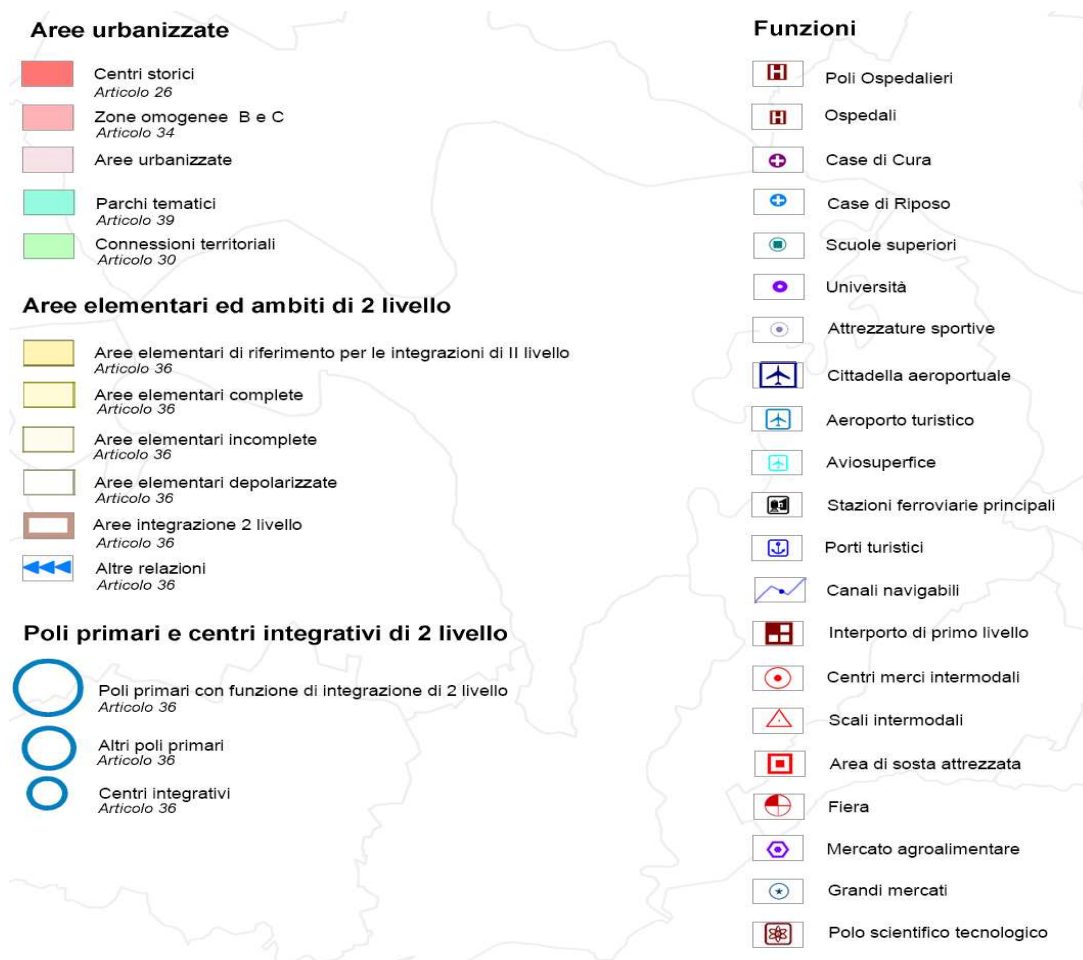 Aree urbanizzate
Centri storici
Articolo 26
Zone omogenee B e C
Articolo 34
Aree urbanizzate
Parchi tematici
Articolo 39
Connessioni territoriali
Articolo 30
Aree elementari ed ambiti di 2 livello
Aree elementari di riferimento per le integrazioni di II livello
Articolo 36
Aree elementari complete
Articolo 36
Aree elementari incomplete
Articolo 36
Aree elementari depolarizzate
Articolo 36
Aree integrazione 2 livello
Articolo 36
Altre relazioni
Articolo 36
Poli primari e centri integrativi di 2 livello
Poli primari con funzione di integrazione di 2 livello
Articolo 36
Altri poli primari
Articolo 36
Centri integrativi
Articolo 36
Funzioni
H Poli Ospedalieri
H Ospedali
Case di Cura
Case di Riposo
Scuole superiori
Università
Attrezzature sportive
Cittadella aeroportuale
Aeroporto turistico
Aviosuperfice
Stazioni ferroviarie principali
Porti turistici
Canali navigabili
Interporto di primo livello
Centri merci intermodali
Scali intermodali
Area di sosta attrezzata
Fiera
Mercato agroalimentare
Grandi mercati
Polo scientifico tecnologico